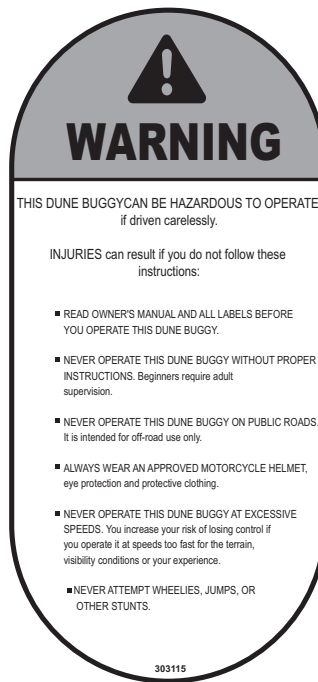 WARNING
THIS DUNE BUGGYCAN BE HAZARDOUS TO OPERATE
if driven carelessly.
INJURIES can result if you do not follow these
instructions:
READ OWNER'S MANUAL AND ALL LABELS BEFORE
YOU OPERATE THIS DUNE BUGGY.
NEVER OPERATE THIS DUNE BUGGY WITHOUT PROPER
INSTRUCTIONS. Beginners require adult
supervision.
NEVER OPERATE THIS DUNE BUGGY ON PUBLIC ROADS.
It is intended for off-road use only.
ALWAYS WEAR AN APPROVED MOTORCYCLE HELMET,
eye protection and protective clothing.
NEVER OPERATE THIS DUNE BUGGY AT EXCESSIVE
SPEEDS. You increase your risk of losing control if
you operate it at speeds too fast for the terrain,
visibility conditions or your experience.
NEVER ATTEMPT WHEELIES, JUMPS, OR
OTHER STUNTS.
303115